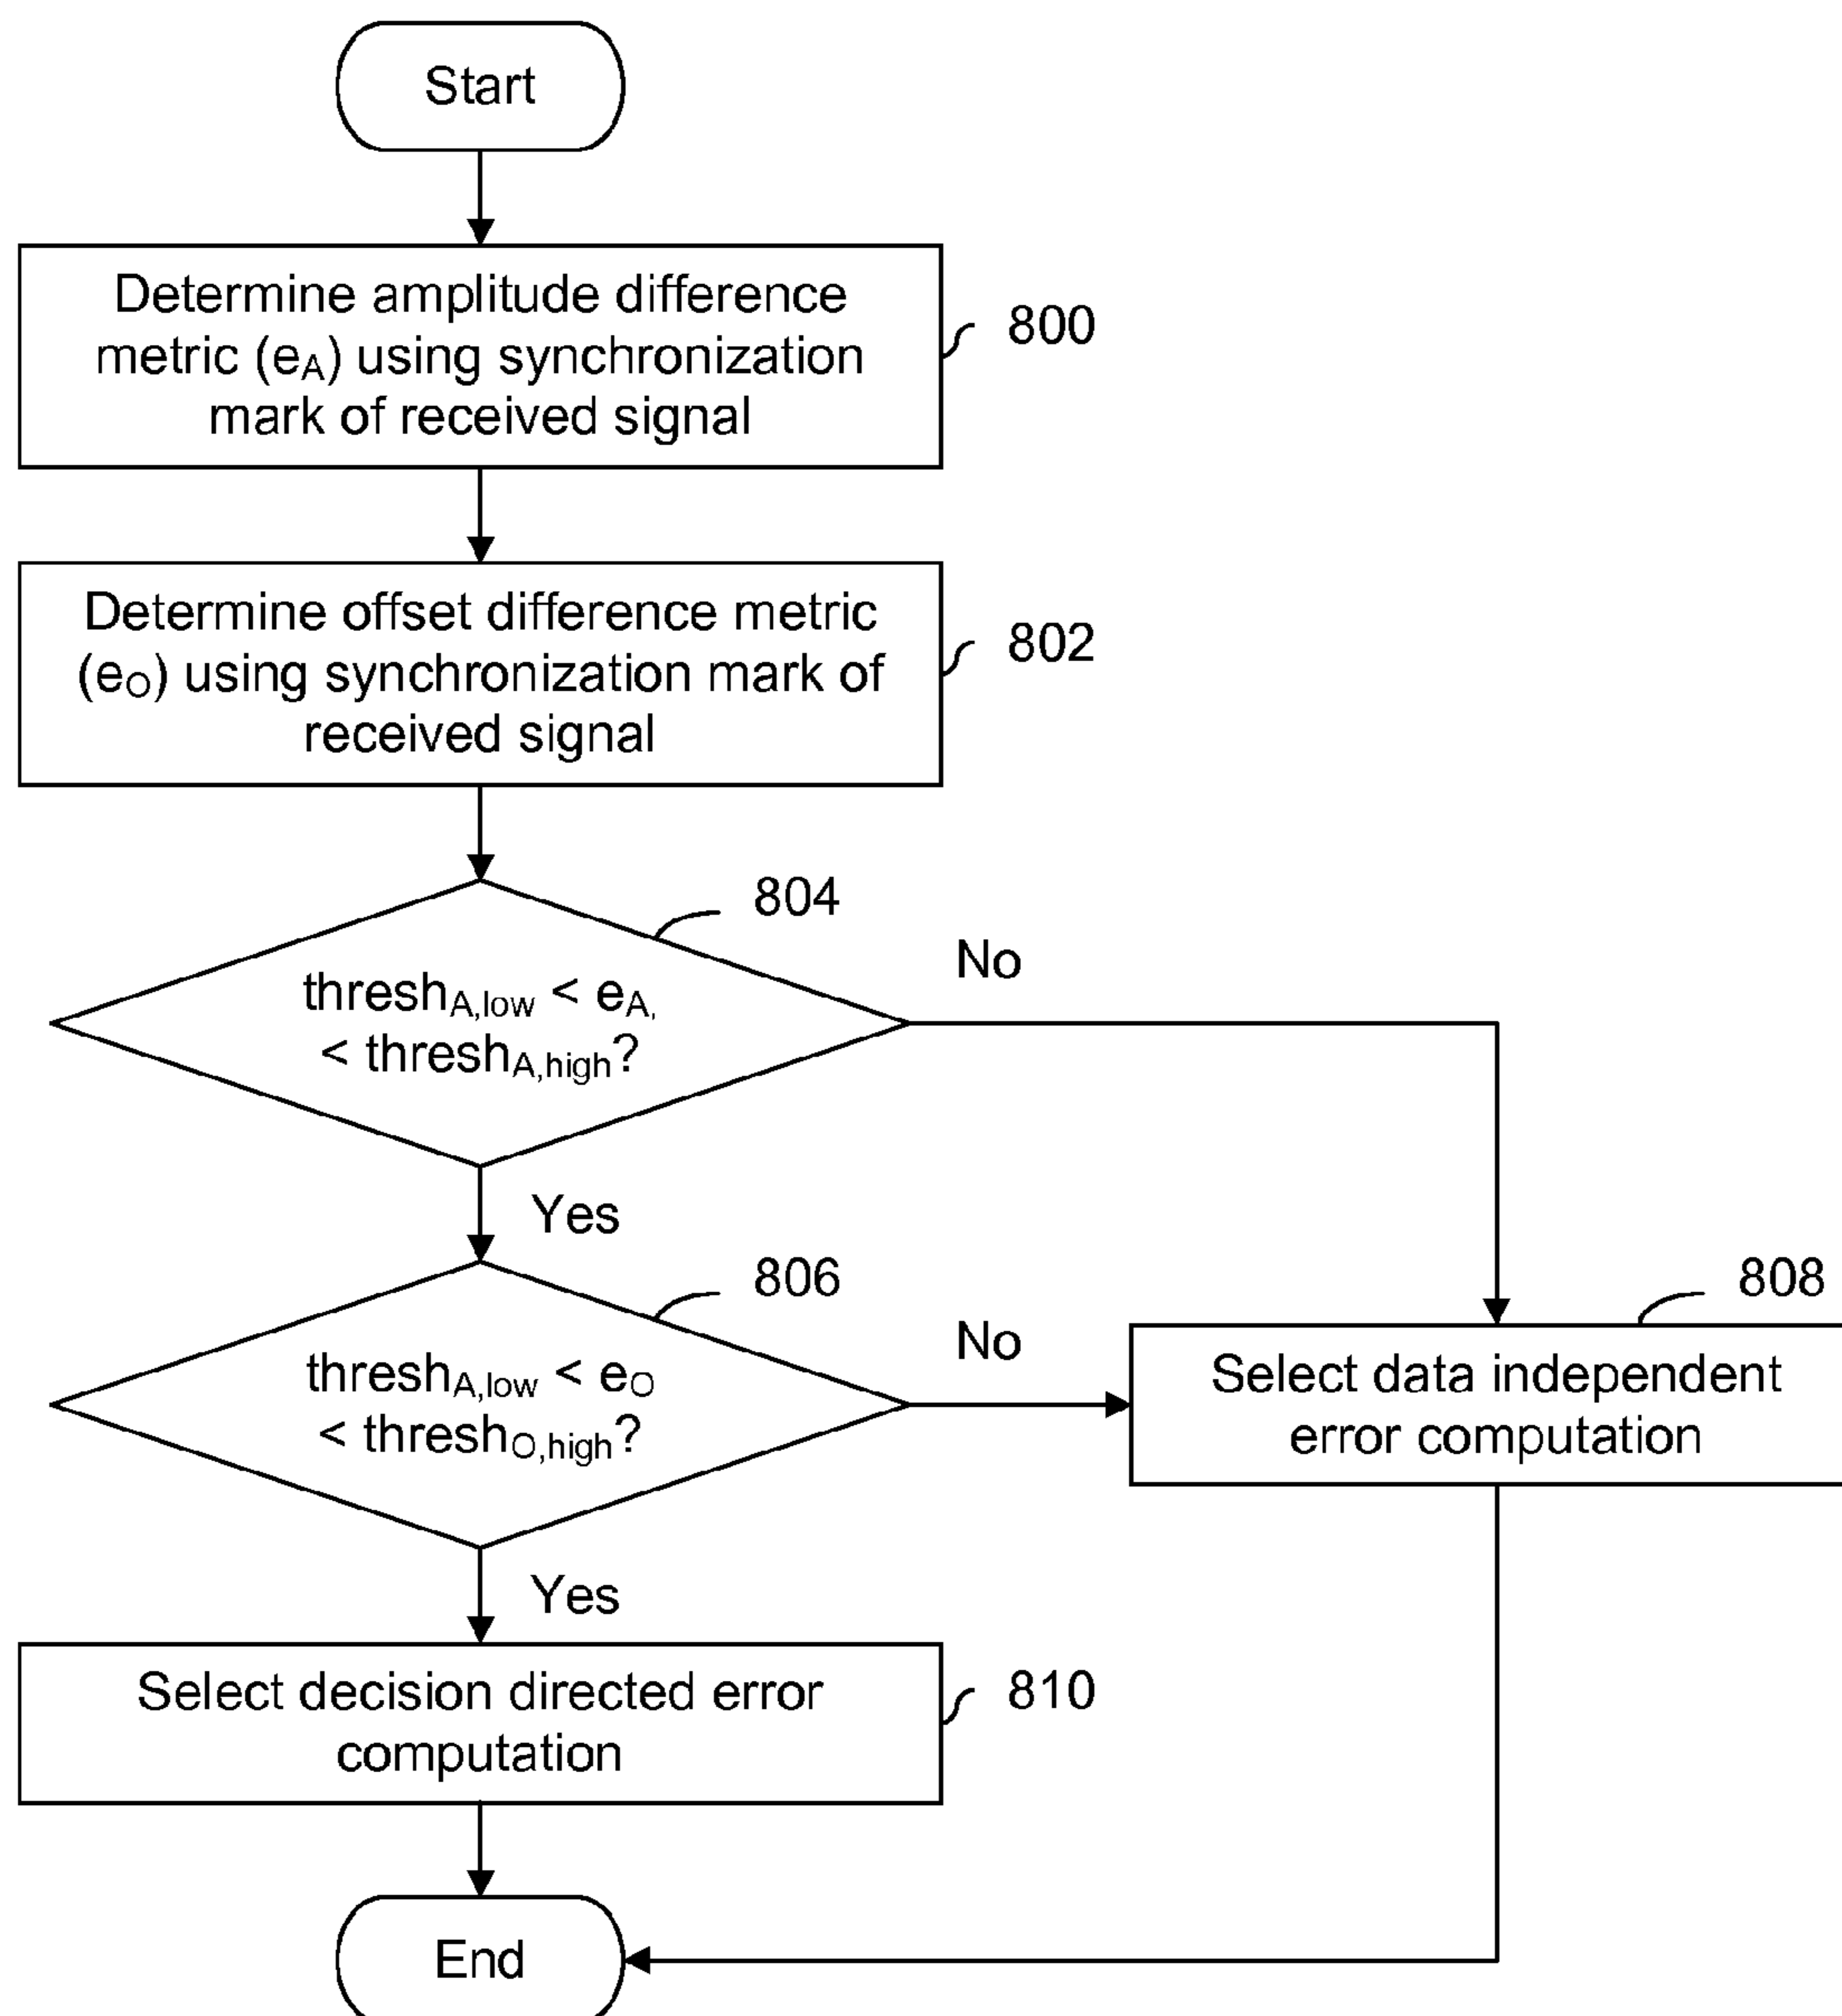 Start
Determine amplitude difference
metric (eA) using synchronization
mark of received signal
800
Determine offset difference metric
(eO) using synchronization mark of
received signal
802
804
threshA,low < eA,
< threshA,high?
No
Yes
806
threshA,low < eO
< threshO,high?
No
808
Select data independent
error computation
Yes
Select decision directed error
computation
810
End